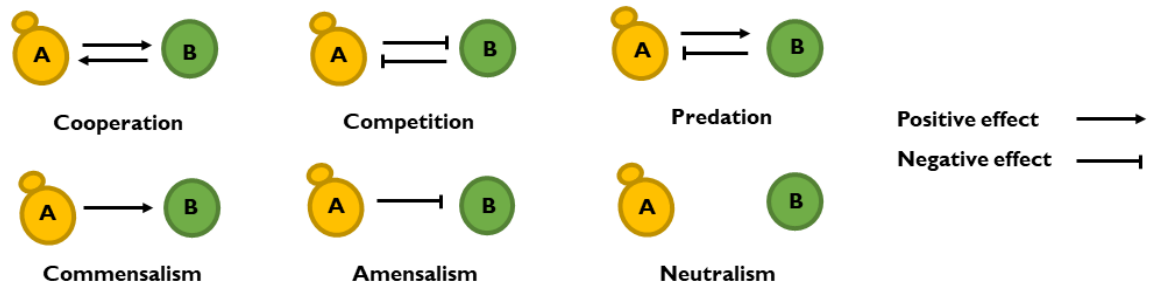 A B
A B
A B
Cooperation
Competition
Predation
Positive effect
Negative effect
A B
A B
A B
Commensalism
Amensalism
Neutralism